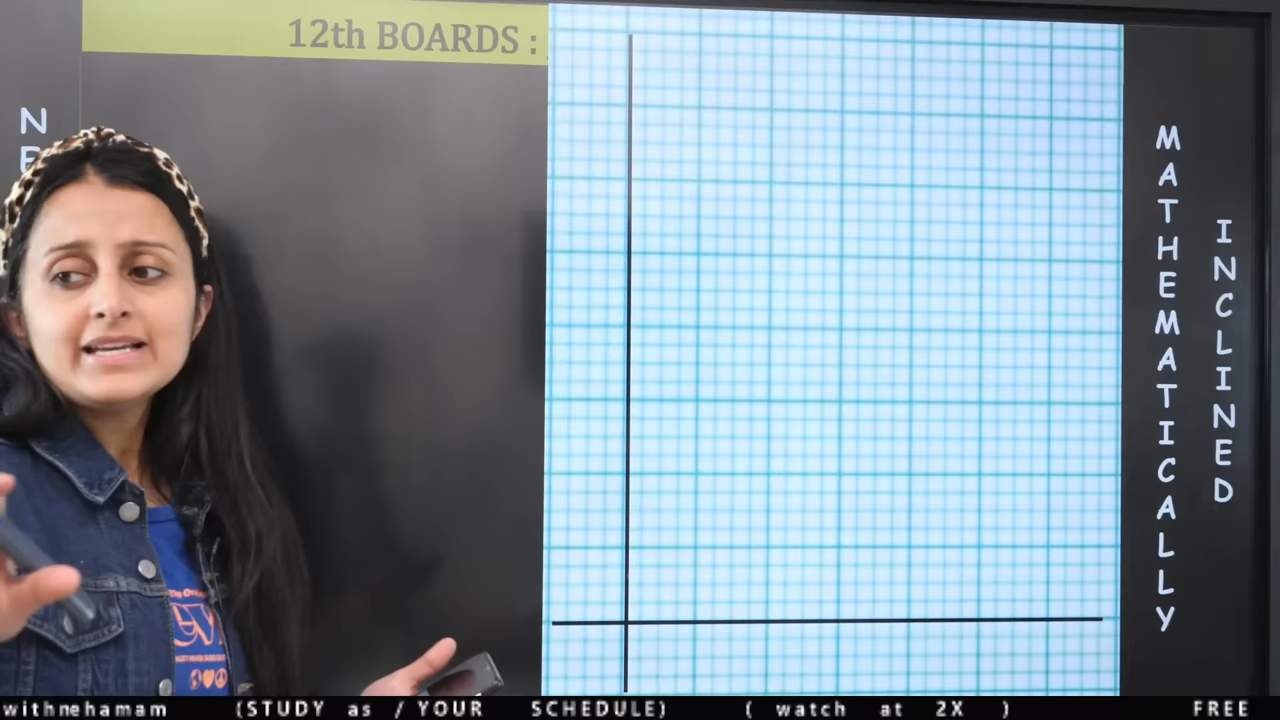 12th BOARDS :
N
MATHEMATICALLY
INCLINED
withnehamam (STUDY as / YOUR SCHEDULE) ( watch at 2X ) FREE